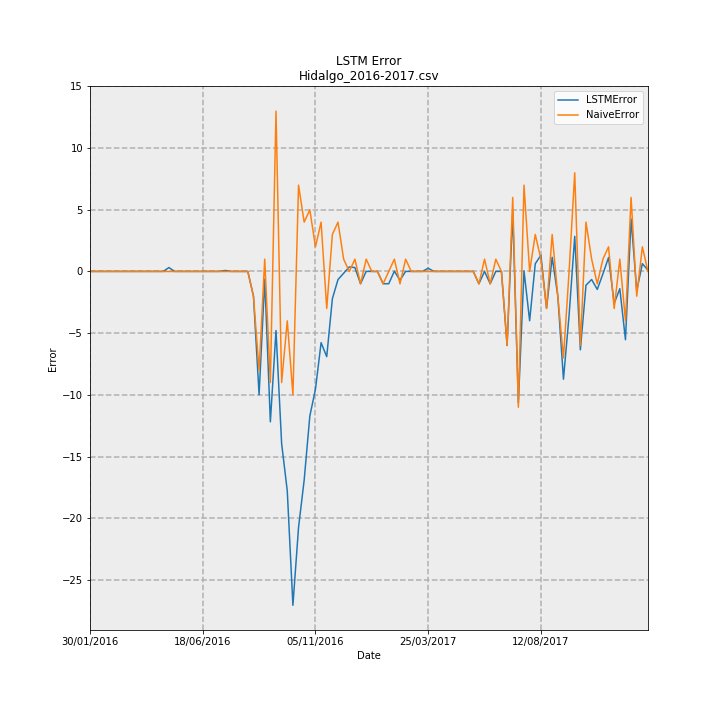 LSTM Error
Hidalgo_2016-2017.csv
LSTMError
NaiveError
15
10
5
0
−5
−10
−15
−20
−25
Error
30/01/2016
18/06/2016
05/11/2016
25/03/2017
12/08/2017
Date